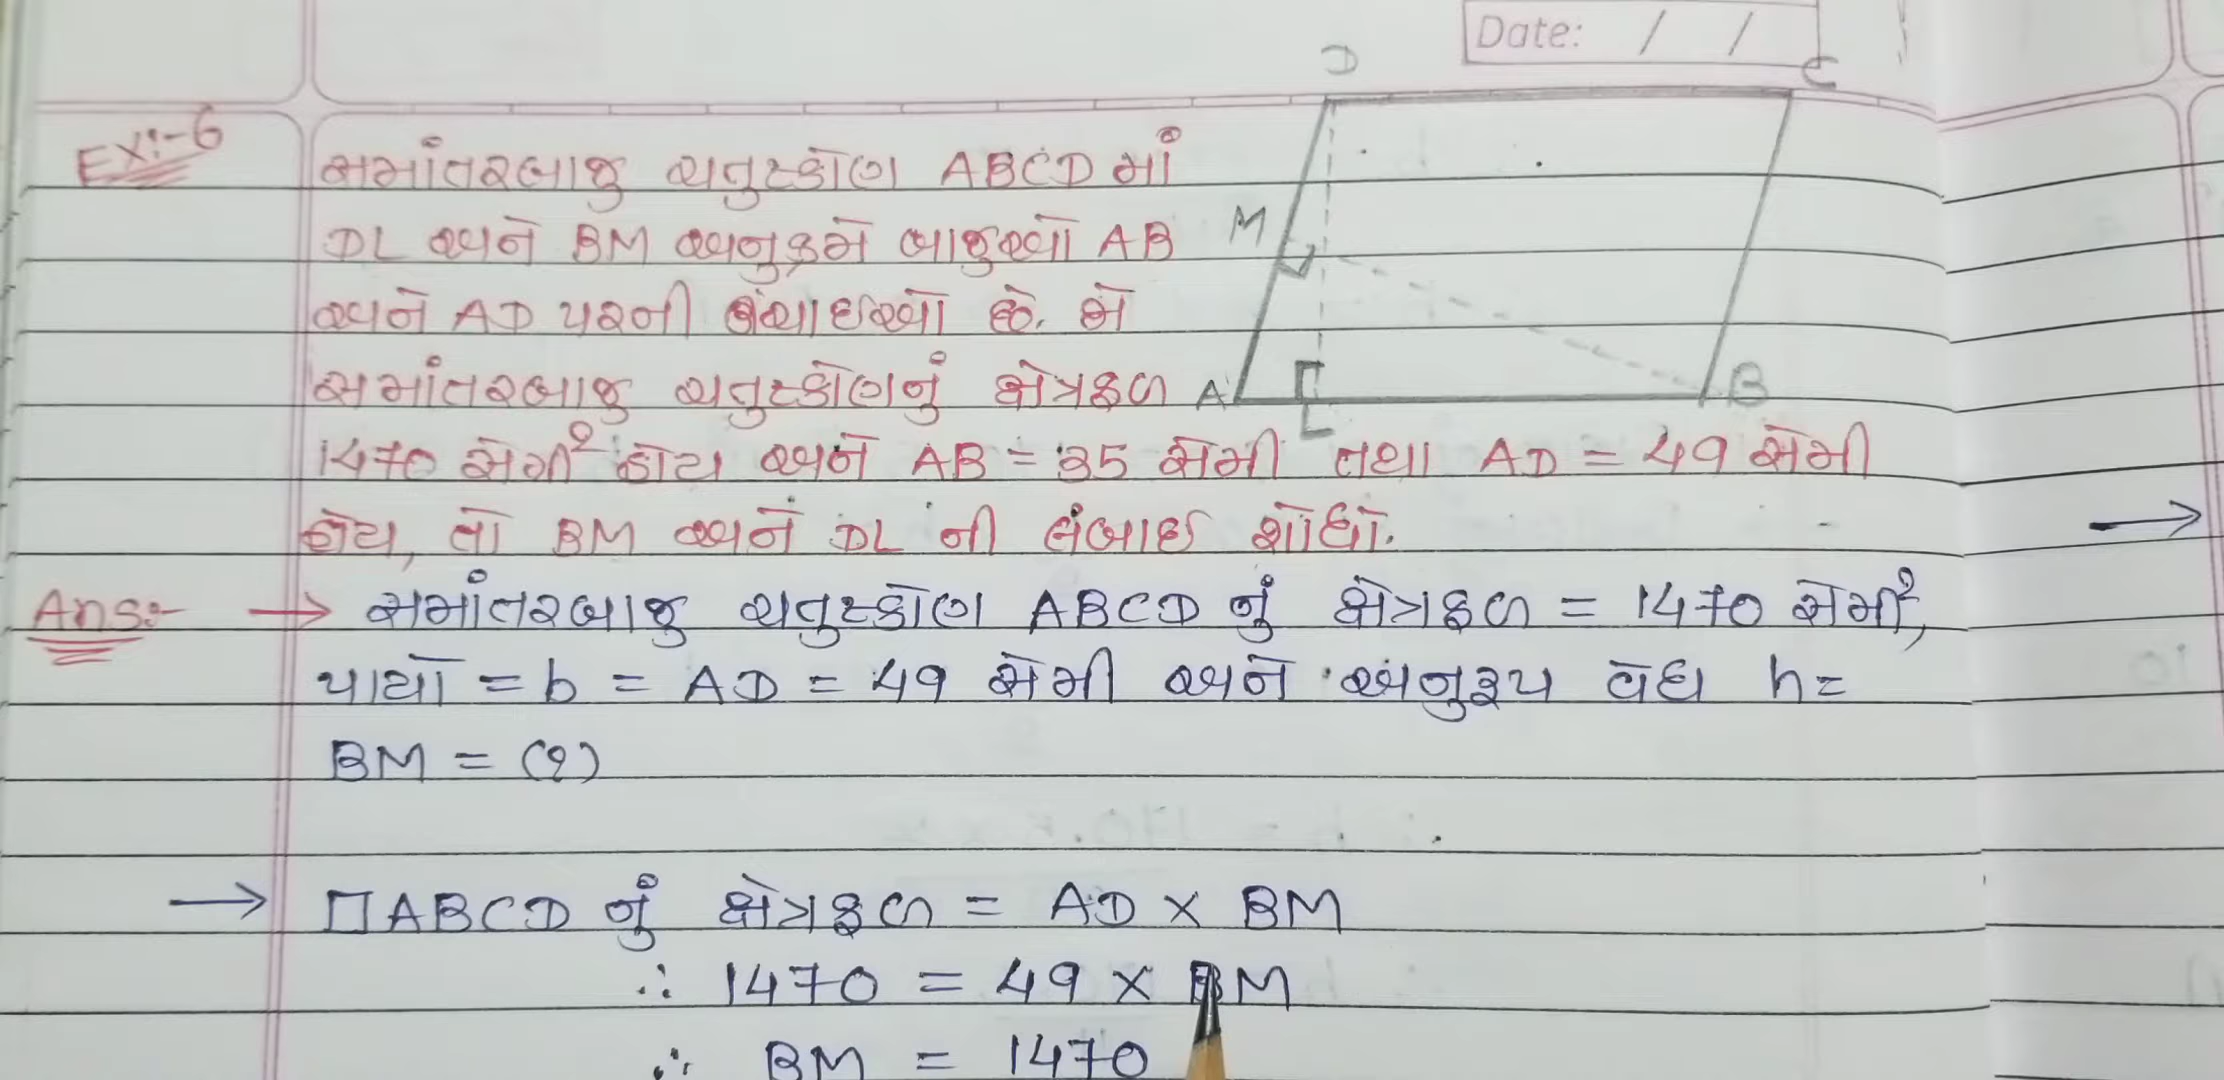 Date: / /
D
C
Ex:-6
સમાંતરબાજુ ચતુષ્કોણ ABCD માં
DL અને BM અનુક્રમે બાજુઓ AB
M
અને AD પરની ઊંચાઈઓ છે. એ
સમાંતરબાજુ ચતુષ્કોણનું ક્ષેત્રફળ
A
B
L
1470 સેમી² હોય અને AB = 35 સેમી તથા AD = 49 સેમી
હોય, તો BM અને DL ની લંબાઈ શોધો.
Ans:- → સમાંતરબાજુ ચતુષ્કોણ ABCD નું ક્ષેત્રફળ = 1470 સેમી²,
પાયો = b = AD = 49 સેમી અને અનુરૂપ વેધ h =
BM = (?)
→ □ABCD નું ક્ષેત્રફળ = AD × BM
∴ 1470 = 49 × BM
∴ BM = 1470